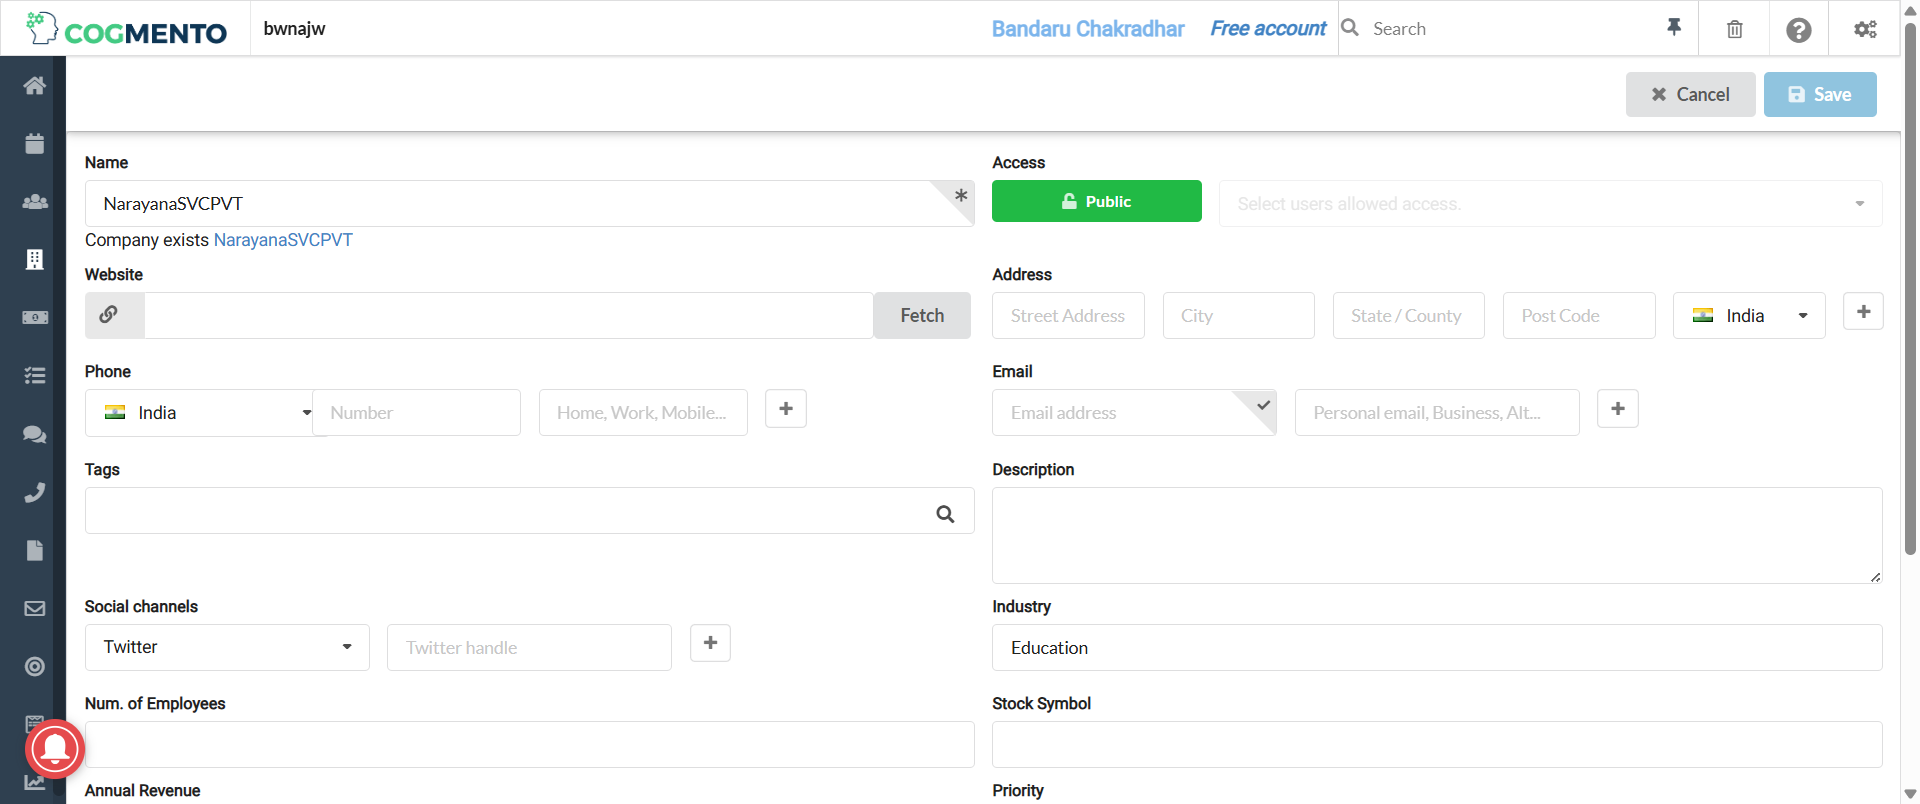 COGMENTO bwnajw Bandaru Chakradhar Free account Search
Cancel Save
Name Access
NarayanaSVCPVT * Public Select users allowed access.
Company exists NarayanaSVCPVT
Website Address
Fetch Street Address City State / County Post Code India
Phone Email
India Number Home, Work, Mobile... Email address Personal email, Business, Alt...
Tags Description
Social channels Industry
Twitter Twitter handle Education
Num. of Employees Stock Symbol
Annual Revenue Priority